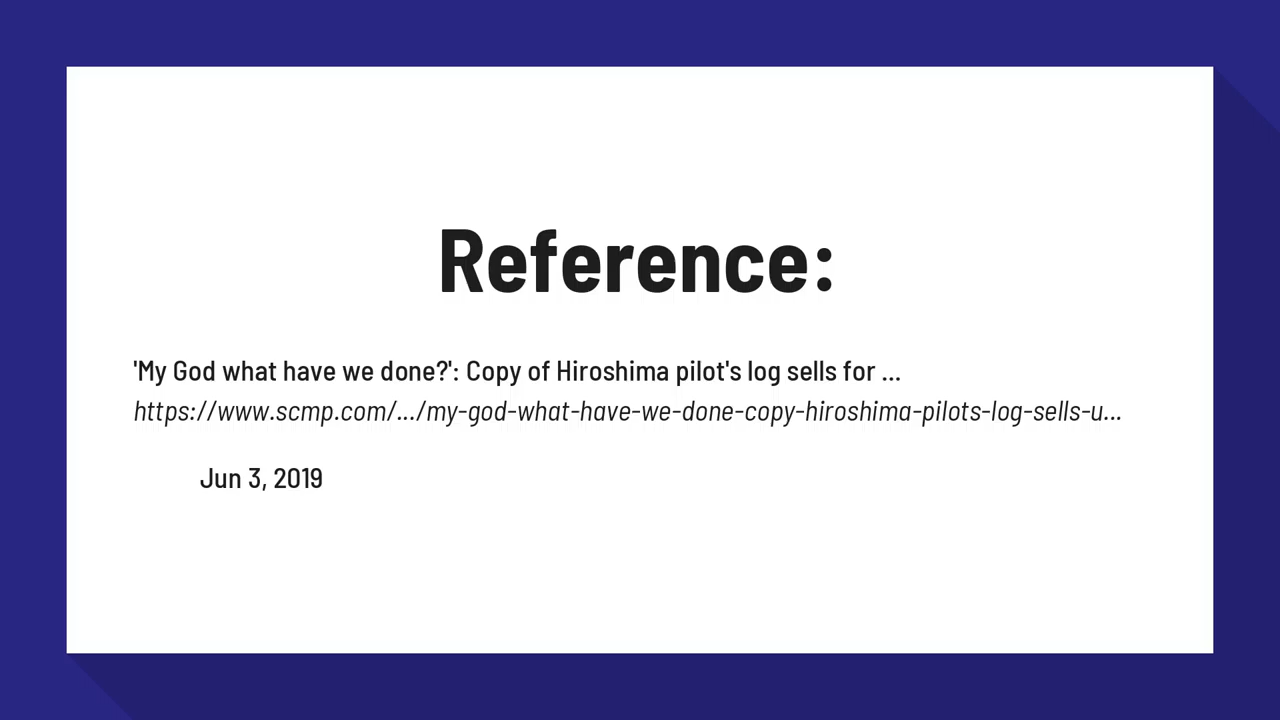 Reference:
'My God what have we done?': Copy of Hiroshima pilot's log sells for ...
https://www.scmp.com/.../my-god-what-have-we-done-copy-hiroshima-pilots-log-sells-u...
Jun 3, 2019